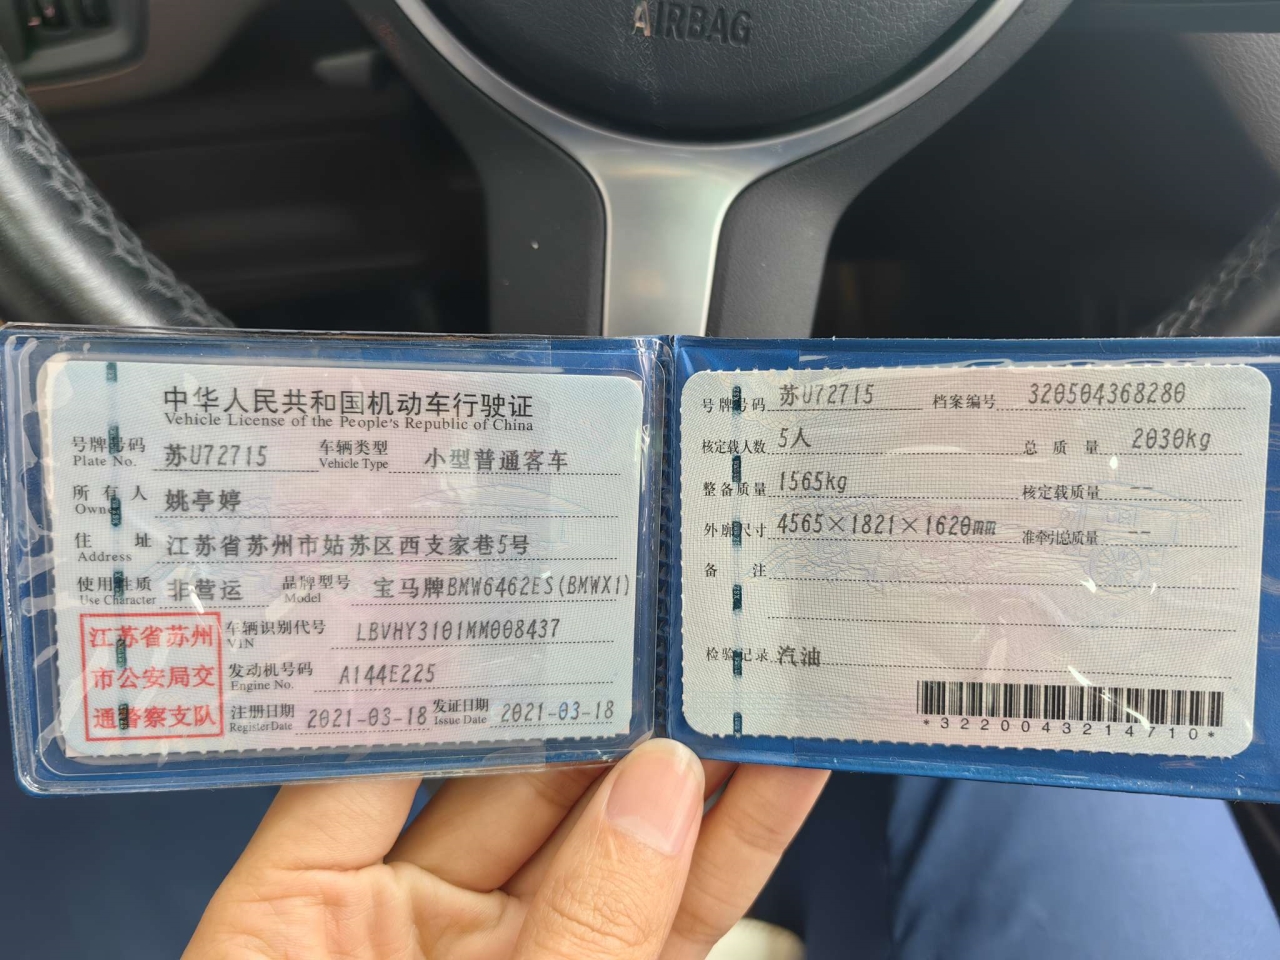 AIRBAG
中华人民共和国机动车行驶证
Vehicle License of the People's Republic of China
号牌号码 苏U72715 车辆类型 小型普通客车
Plate No. Vehicle Type
所有人 姚亭婷
Owner
住址 江苏省苏州市姑苏区西支家巷5号
Address
使用性质 非营运 品牌型号 宝马牌BMW6462ES(BMWX1)
Use Character Model
江苏省苏州
市公安局交
通警察支队
车辆识别代号 LBVHY3101MM008437
VIN
发动机号码 A144E225
Engine No.
注册日期 2021-03-18 发证日期 2021-03-18
Register Date Issue Date
号牌号码 苏U72715 档案编号 320504368280
核定载人数 5人 总质量 2030kg
整备质量 1565kg 核定载质量 --
外廓尺寸 4565×1821×1620mm 准牵引总质量 --
备注
检验记录 汽油
*3220043214710*